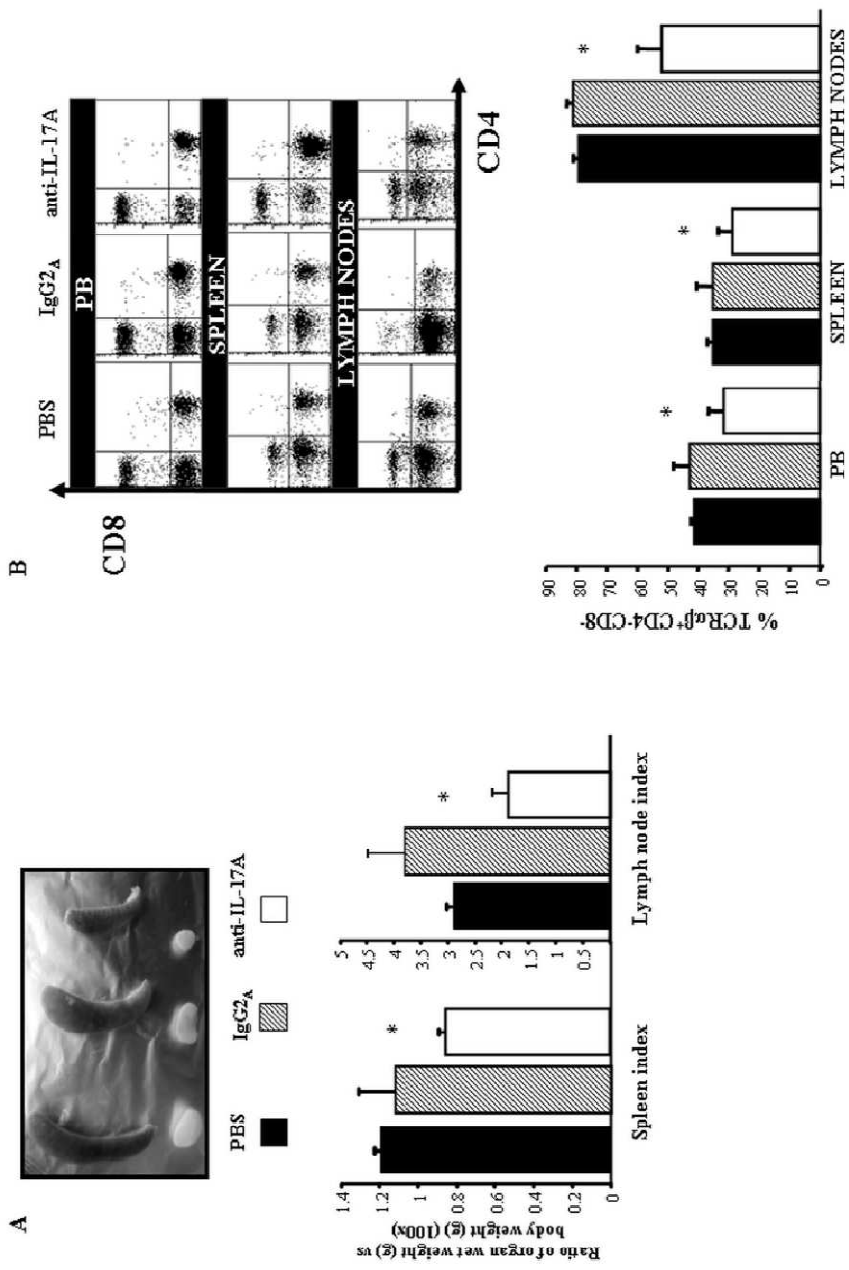 A
PBS
IgG2A
anti-IL-17A
Ratio of organ wet weight (g) vs
body weight (g) (100x)
1.4
1.2
1
0.8
0.6
0.4
0.2
0
*
Spleen index
5
4.5
4
3.5
3
2.5
2
1.5
1
0.5
*
Lymph node index
B
CD8
PBS
IgG2A
anti-IL-17A
PB
SPLEEN
LYMPH NODES
CD4
% TCRαβ+CD4-CD8-
90
80
70
60
50
40
30
20
10
0
*
*
*
PB
SPLEEN
LYMPH NODES